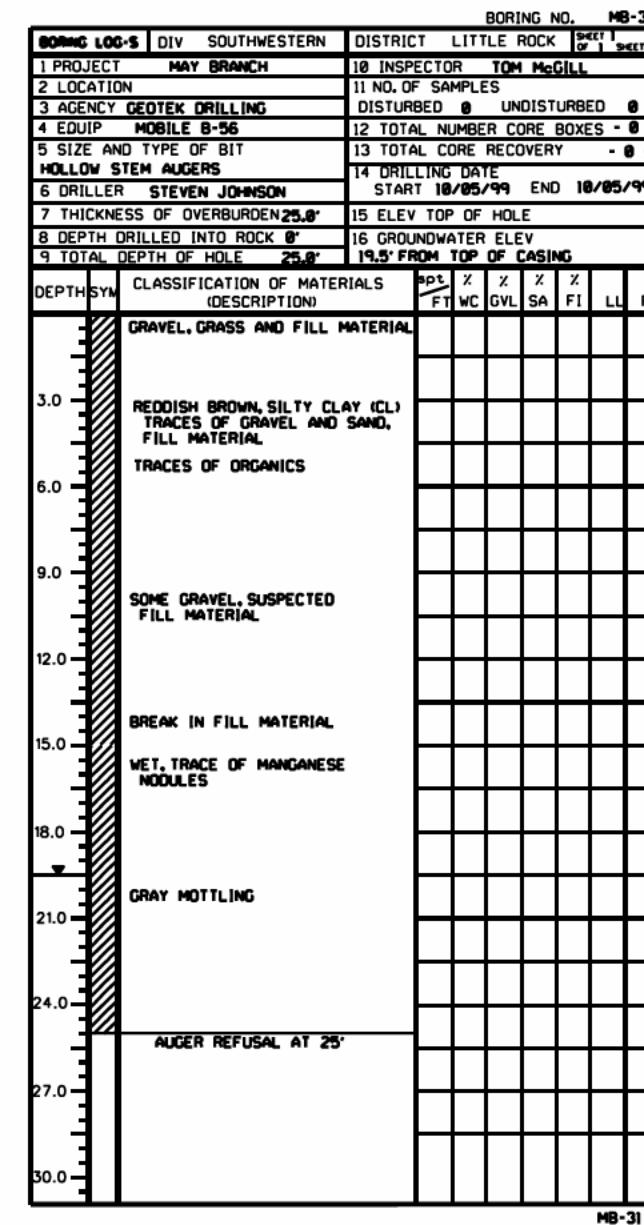 BORING NO. MB-3
BORING LOG-S DIV SOUTHWESTERN DISTRICT LITTLE ROCK SHEET 1 OF 1 SHEET
1 PROJECT MAY BRANCH
10 INSPECTOR TOM McGILL
2 LOCATION
11 NO. OF SAMPLES
3 AGENCY GEOTEK DRILLING
DISTURBED 0 UNDISTURBED 0
4 EQUIP MOBILE B-56
12 TOTAL NUMBER CORE BOXES - 0
5 SIZE AND TYPE OF BIT
13 TOTAL CORE RECOVERY - 0
HOLLOW STEM AUGERS
14 DRILLING DATE
6 DRILLER STEVEN JOHNSON
START 10/05/99 END 10/05/99
7 THICKNESS OF OVERBURDEN 25.0'
15 ELEV TOP OF HOLE
8 DEPTH DRILLED INTO ROCK 0'
16 GROUNDWATER ELEV
9 TOTAL DEPTH OF HOLE 25.0'
19.5' FROM TOP OF CASING
DEPTH SYM CLASSIFICATION OF MATERIALS (DESCRIPTION) spt/FT % WC % GVL % SA % FI LL
GRAVEL, GRASS AND FILL MATERIAL
3.0
REDDISH BROWN, SILTY CLAY (CL)
TRACES OF GRAVEL AND SAND,
FILL MATERIAL
TRACES OF ORGANICS
6.0
9.0
SOME GRAVEL, SUSPECTED
FILL MATERIAL
12.0
BREAK IN FILL MATERIAL
15.0
WET, TRACE OF MANGANESE
NODULES
18.0
GRAY MOTTLING
21.0
24.0
AUGER REFUSAL AT 25'
27.0
30.0
MB-31